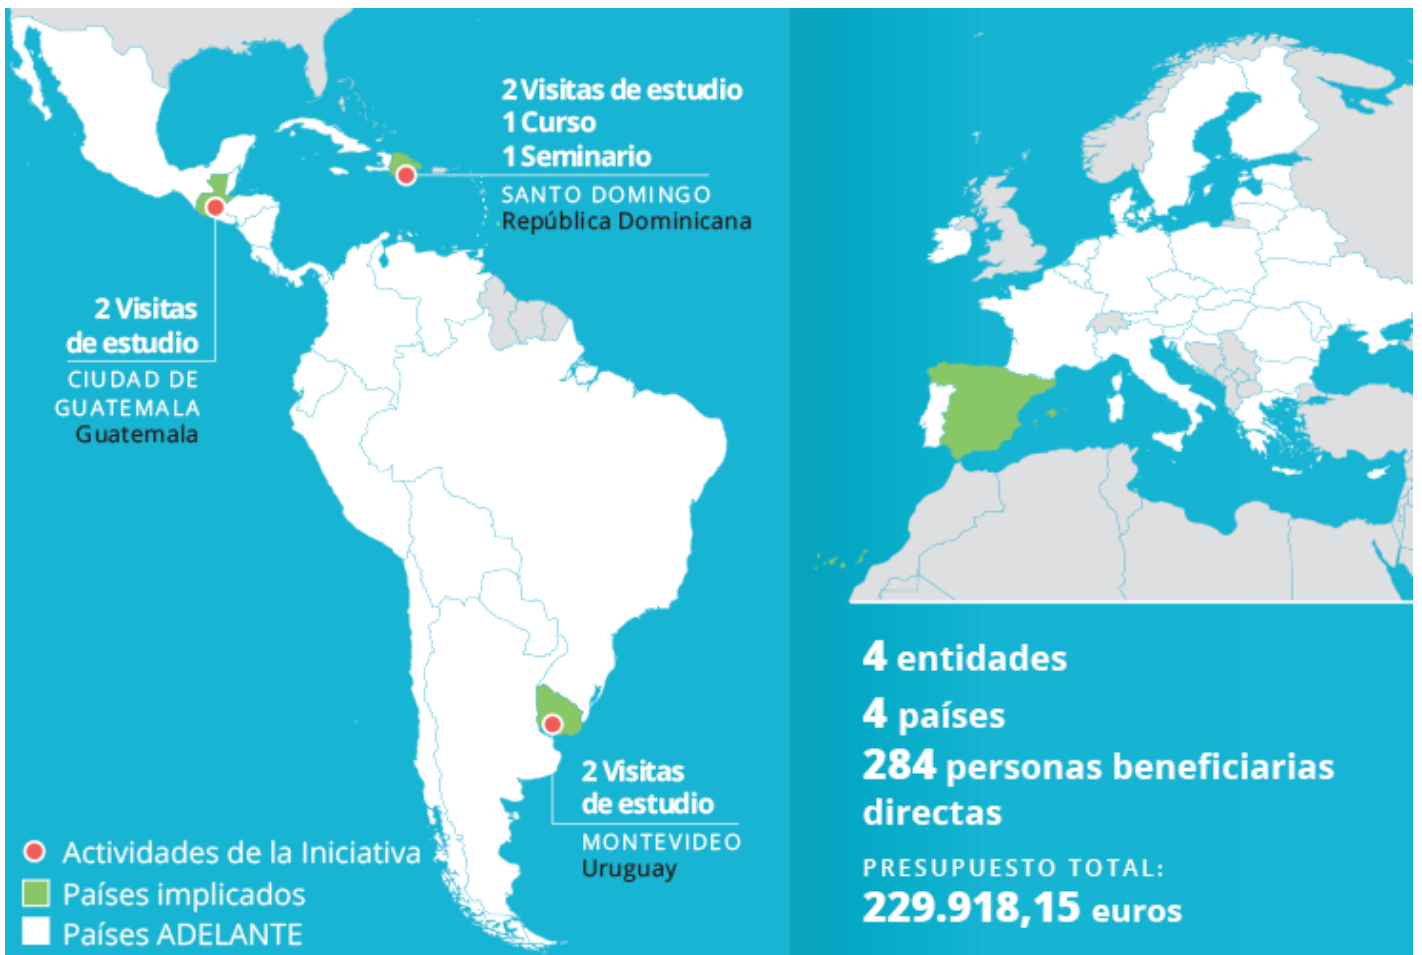 2 Visitas de estudio
1 Curso
1 Seminario
SANTO DOMINGO
República Dominicana
2 Visitas
de estudio
CIUDAD DE
GUATEMALA
Guatemala
2 Visitas
de estudio
MONTEVIDEO
Uruguay
Actividades de la Iniciativa
Países implicados
Países ADELANTE
4 entidades
4 países
284 personas beneficiarias
directas
PRESUPUESTO TOTAL:
229.918,15 euros